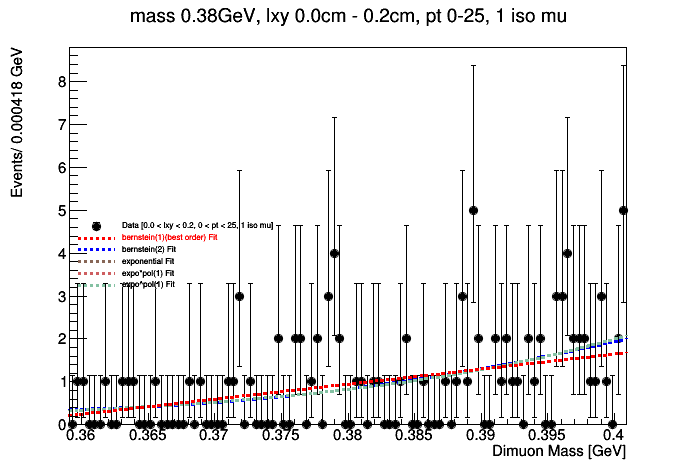 mass 0.38GeV, lxy 0.0cm - 0.2cm, pt 0-25, 1 iso mu
Events/ 0.000418 GeV
8
7
6
5
4
3
2
1
0
Data [0.0 < lxy < 0.2, 0 < pt < 25, 1 iso mu]
bernstein(1)(best order) Fit
bernstein(2) Fit
exponential Fit
expo*pol(1) Fit
expo^pol(1) Fit
0.36 0.365 0.37 0.375 0.38 0.385 0.39 0.395 0.4
Dimuon Mass [GeV]